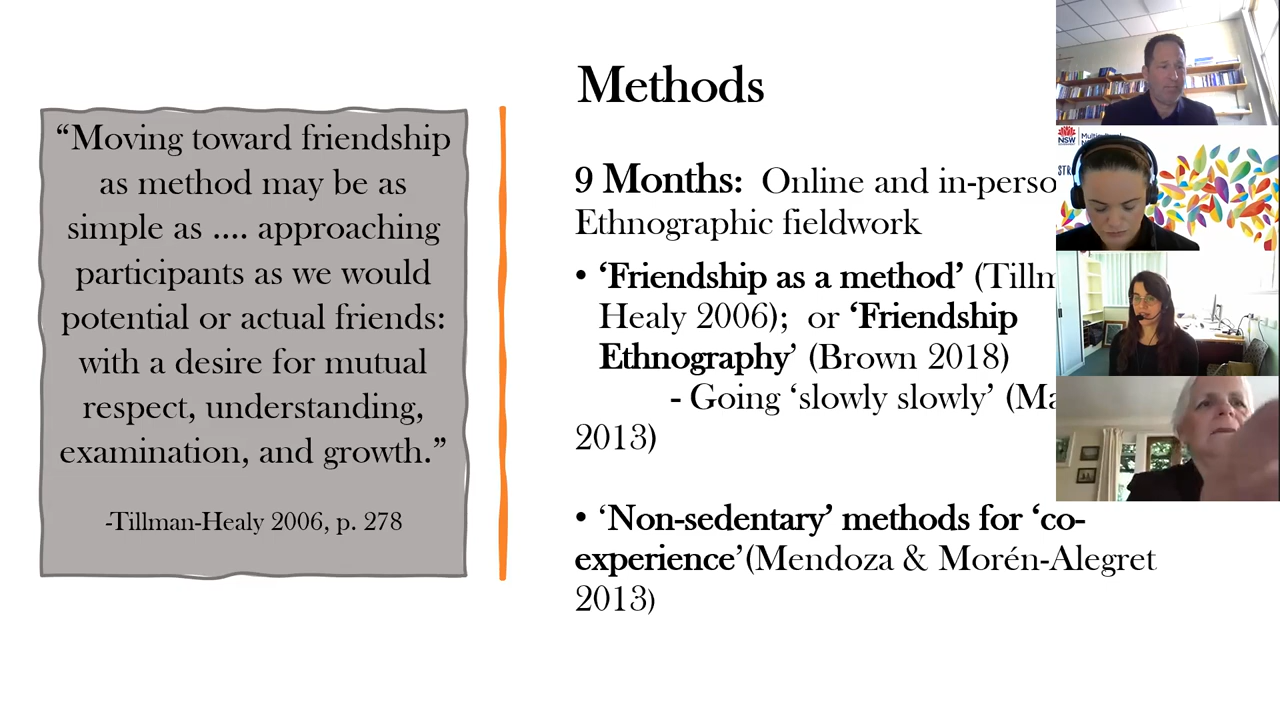 “Moving toward friendship
as method may be as
simple as .... approaching
participants as we would
potential or actual friends:
with a desire for mutual
respect, understanding,
examination, and growth.”
-Tillman-Healy 2006, p. 278
Methods
9 Months: Online and in-perso
Ethnographic fieldwork
• ‘Friendship as a method’ (Tillm
Healy 2006); or ‘Friendship
Ethnography’ (Brown 2018)
- Going ‘slowly slowly’ (Ma
2013)
• ‘Non-sedentary’ methods for ‘co-
experience’(Mendoza & Morén-Alegret
2013)
NSW